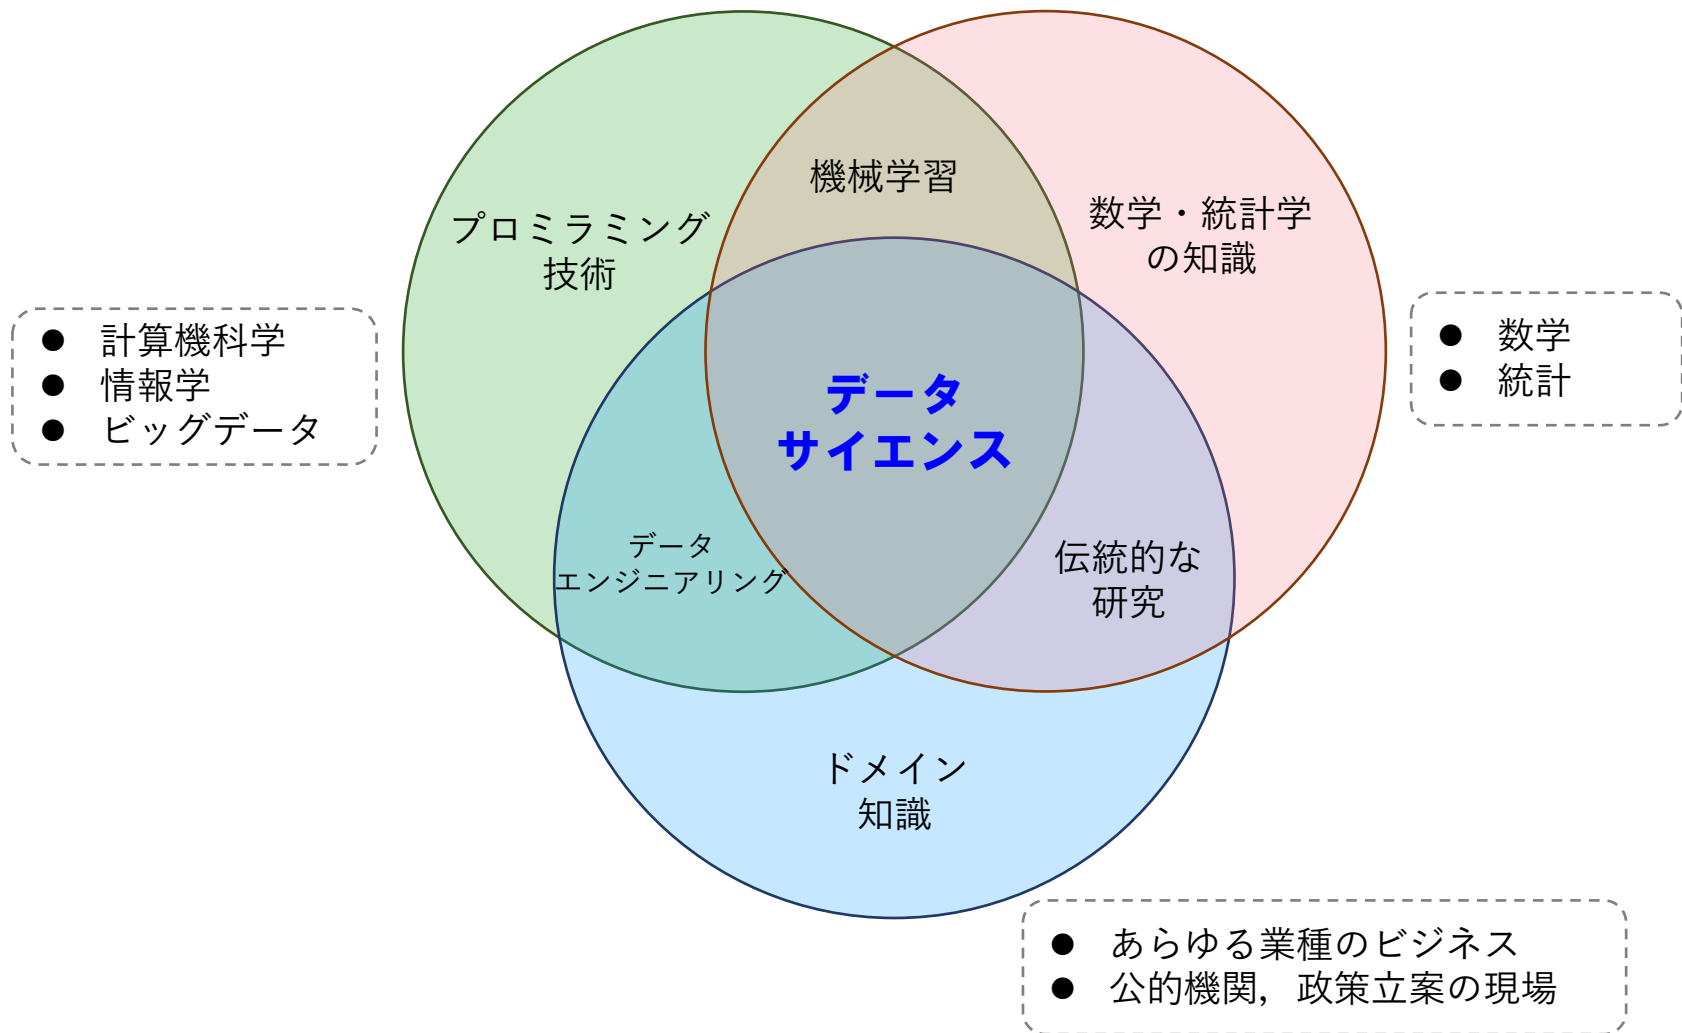 機械学習
プロミラミング
技術
数学・統計学
の知識
● 計算機科学
● 情報学
● ビッグデータ
● 数学
● 統計
データ
サイエンス
データ
エンジニアリング
伝統的な
研究
ドメイン
知識
● あらゆる業種のビジネス
● 公的機関，政策立案の現場